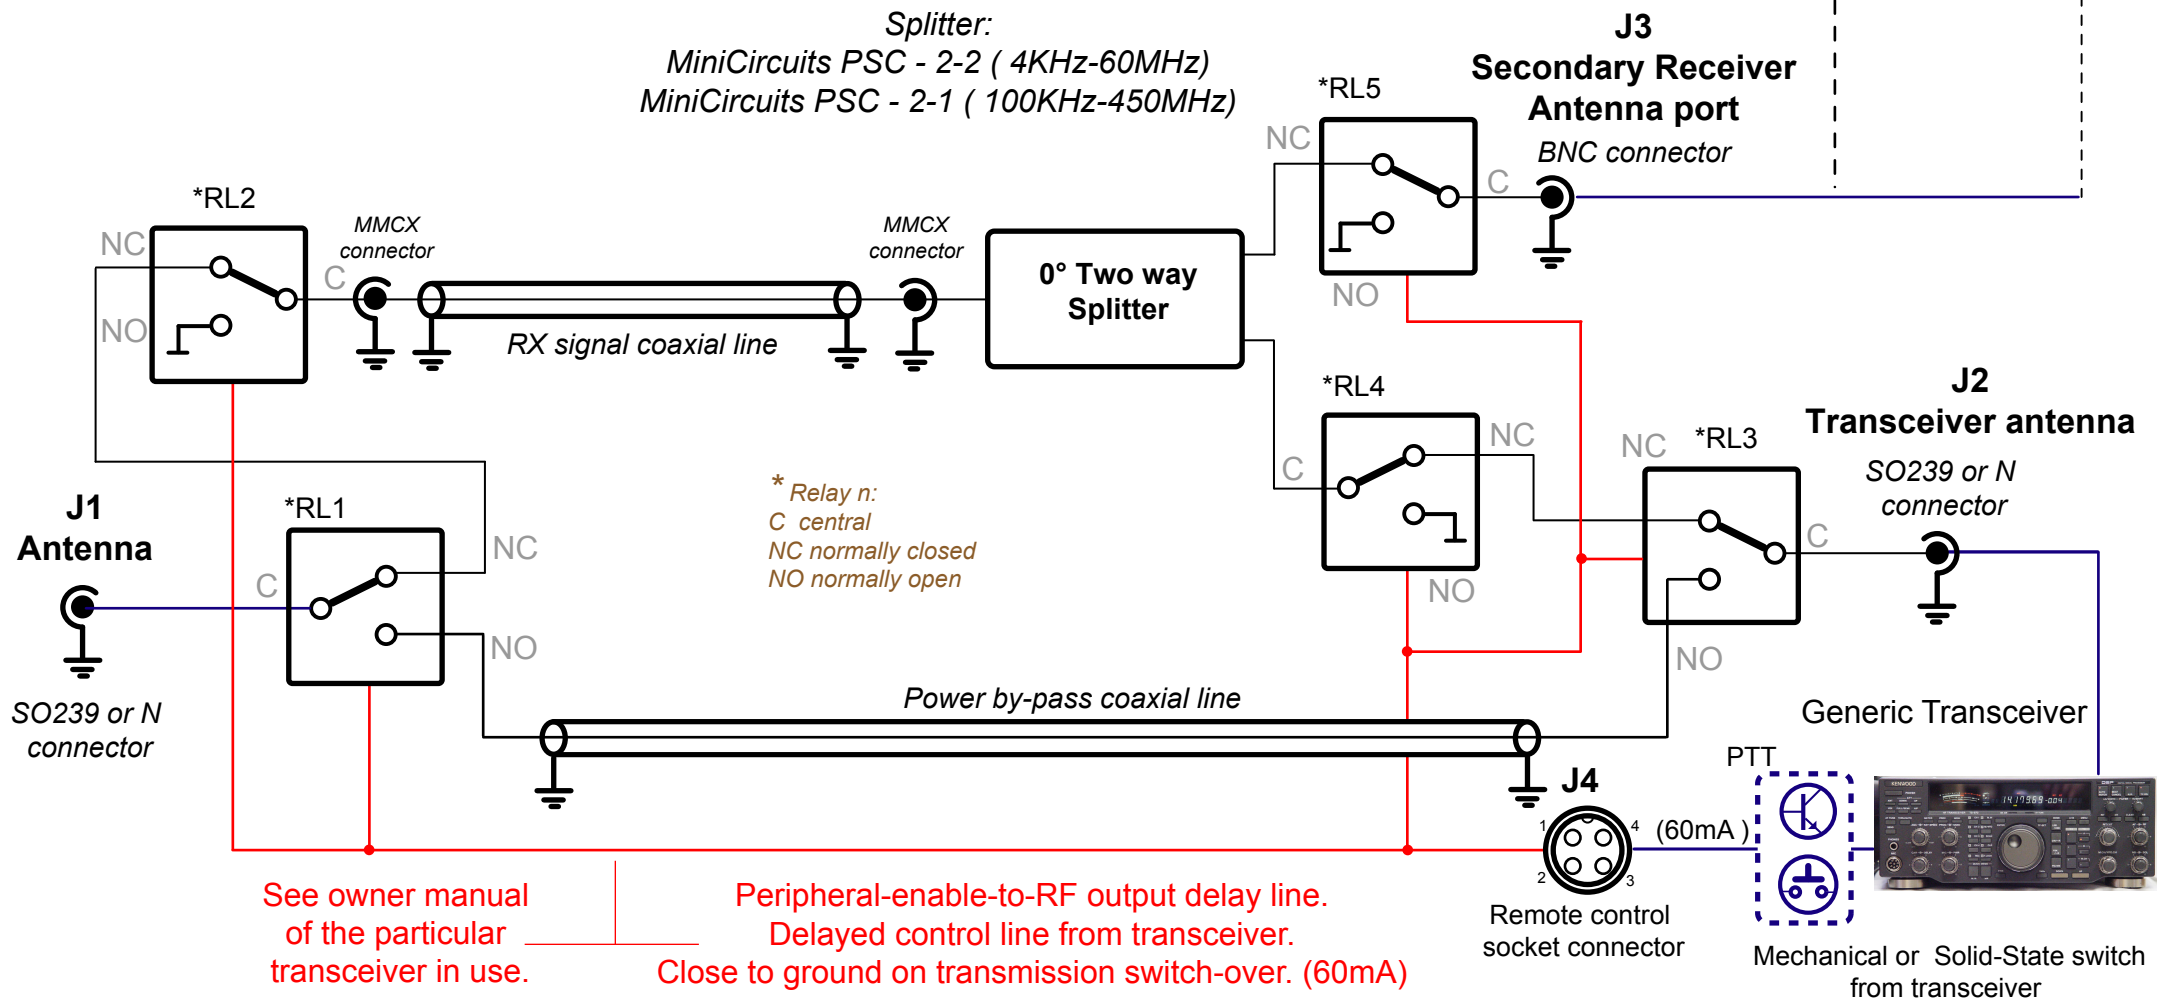 Splitter:
MiniCircuits PSC - 2-2 ( 4KHz-60MHz)
MiniCircuits PSC - 2-1 ( 100KHz-450MHz)
J3
Secondary Receiver
Antenna port
BNC connector
*RL5
NC
C
NO
*RL2
NC
NO
C
MMCX
connector
RX signal coaxial line
MMCX
connector
0° Two way
Splitter
*RL4
C
NC
NO
NC
*RL3
C
NO
J2
Transceiver antenna
SO239 or N
connector
J1
Antenna
SO239 or N
connector
*RL1
C
NC
NO
* Relay n:
C central
NC normally closed
NO normally open
Power by-pass coaxial line
Generic Transceiver
PTT
J4
1
4
2
3
(60mA )
KENWOOD
Remote control
socket connector
Mechanical or Solid-State switch
from transceiver
See owner manual
of the particular
transceiver in use.
Peripheral-enable-to-RF output delay line.
Delayed control line from transceiver.
Close to ground on transmission switch-over. (60mA)